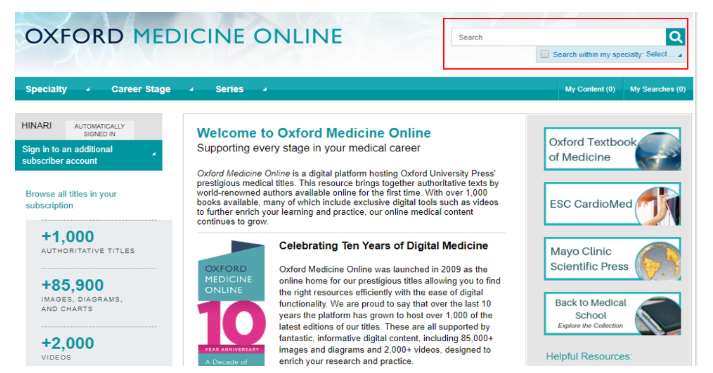 OXFORD MEDICINE ONLINE
Search
Search within my specialty: Select ...
Specialty Career Stage Series My Content (0) My Searches (0)
HINARI AUTOMATICALLY
SIGNED IN
Sign in to an additional
subscriber account
Browse all titles in your
subscription
+1,000
AUTHORITATIVE TITLES
+85,900
IMAGES, DIAGRAMS,
AND CHARTS
+2,000
VIDEOS
Welcome to Oxford Medicine Online
Supporting every stage in your medical career
Oxford Medicine Online is a digital platform hosting Oxford University Press'
prestigious medical titles. This resource brings together authoritative texts by
world-renowned authors available online for the first time. With over 1,000
books available, many of which include exclusive digital tools such as videos
to further enrich your learning and practice, our online medical content
continues to grow.
OXFORD
MEDICINE
ONLINE
10
YEAR ANNIVERSARY
A Decade of
Celebrating Ten Years of Digital Medicine
Oxford Medicine Online was launched in 2009 as the
online home for our prestigious titles allowing you to find
the right resources efficiently with the ease of digital
functionality. We are proud to say that over the last 10
years the platform has grown to host over 1,000 of the
latest editions of our titles. These are all supported by
fantastic, informative digital content, including 85,000+
images and diagrams and 2,000+ videos, designed to
enrich your research and practice.
Oxford Textbook
of Medicine
ESC CardioMed
Mayo Clinic
Scientific Press
Back to Medical
School
Explore the Collection
Helpful Resources: